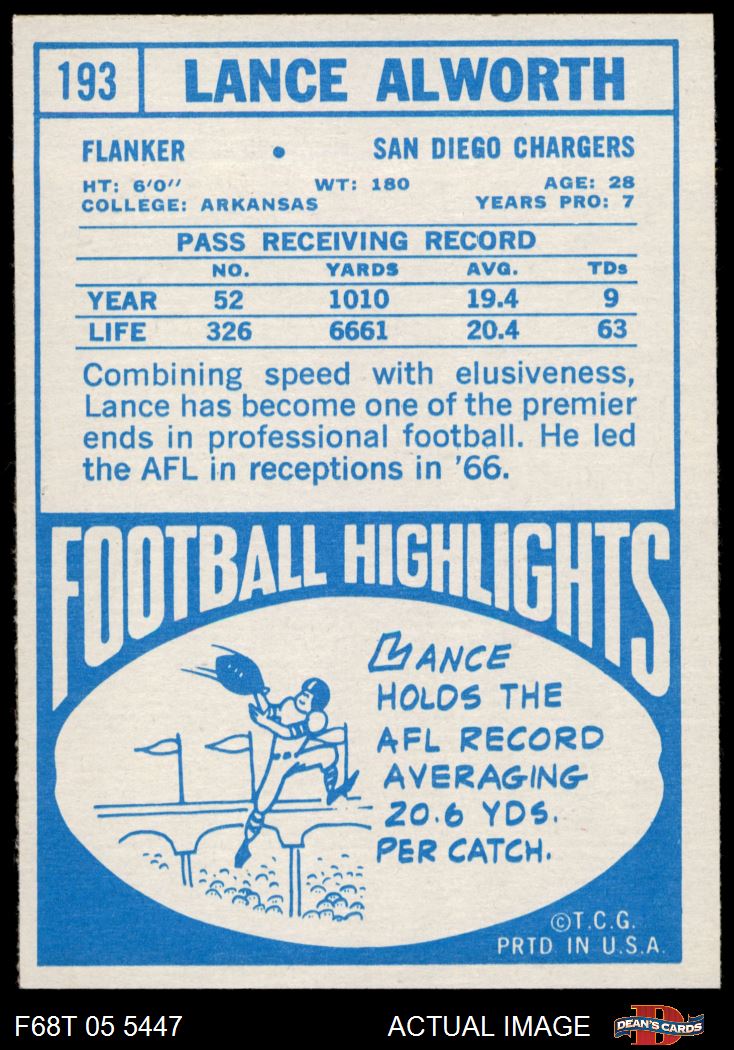 193 LANCE ALWORTH
FLANKER • SAN DIEGO CHARGERS
HT: 6'0" WT: 180 AGE: 28
COLLEGE: ARKANSAS YEARS PRO: 7
PASS RECEIVING RECORD
NO. YARDS AVG. TDs
YEAR 52 1010 19.4 9
LIFE 326 6661 20.4 63
Combining speed with elusiveness,
Lance has become one of the premier
ends in professional football. He led
the AFL in receptions in '66.
FOOTBALL HIGHLIGHTS
LANCE
HOLDS THE
AFL RECORD
AVERAGING
20.6 YDS.
PER CATCH.
©T.C.G.
PRTD IN U.S.A.
F68T 05 5447 ACTUAL IMAGE D DEAN'S CARDS